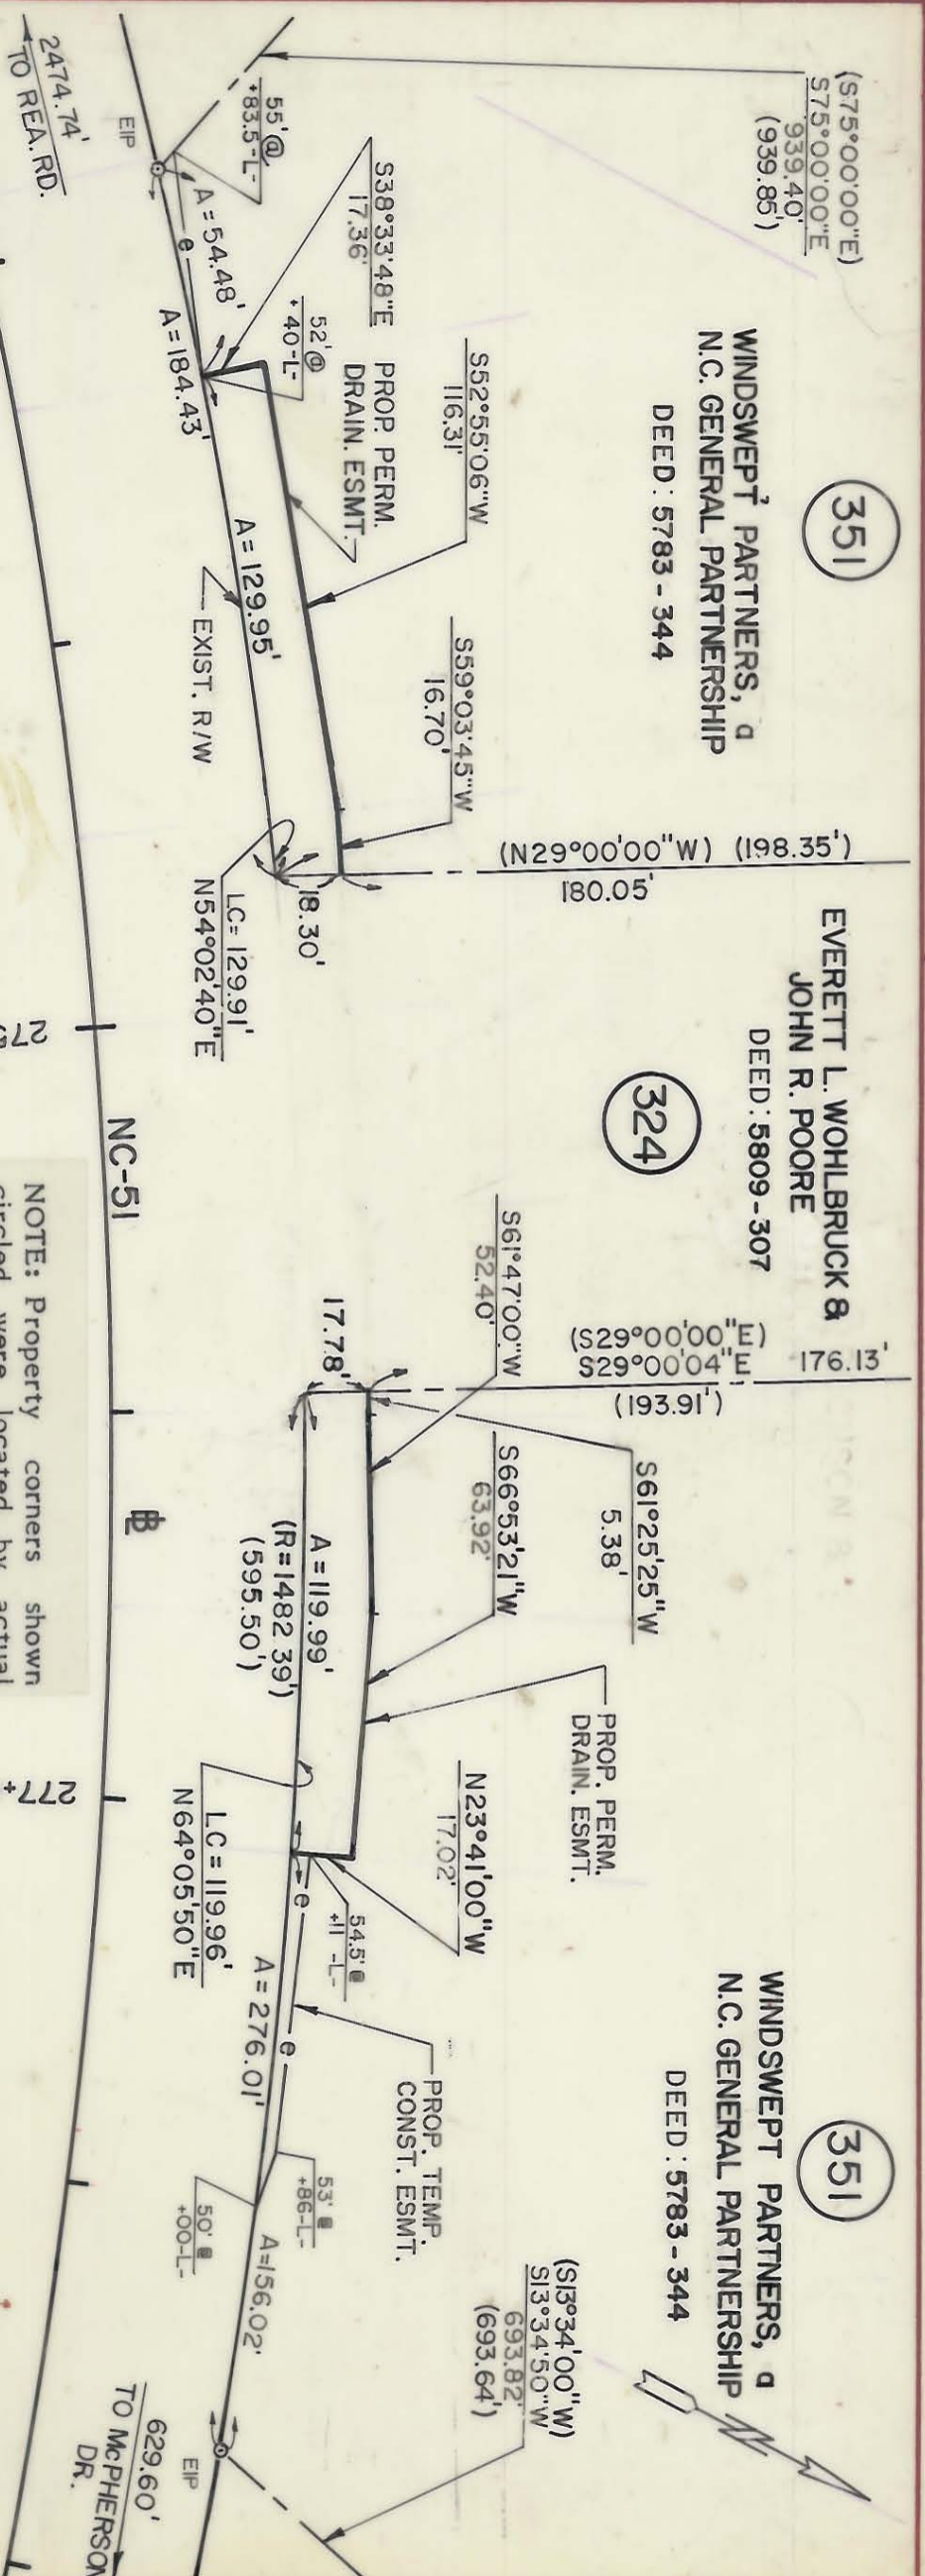 (S75°00'00"E)
S75°00'00"E
939.40'
(939.85')
351
WINDSWEPT PARTNERS, a
N.C. GENERAL PARTNERSHIP
DEED: 5783-344
55' @
+83.5-L-
S38°33'48"E
17.36'
52' @
+40-L-
PROP. PERM.
DRAIN. ESMT.
S52°55'06"W
116.31'
S59°03'45"W
16.70'
EIP
A=54.48'
e
A=184.43'
A=129.95'
EXIST. R/W
2474.74'
TO REA. RD.
18.30'
LC=129.91'
N54°02'40"E
(N29°00'00"W) (198.35')
180.05'
EVERETT L. WOHLBRUCK &
JOHN R. POORE
DEED: 5809-307
324
NC-51
(S29°00'00"E)
S29°00'04"E
176.13'
(193.91')
17.78'
S61°47'00"W
52.40'
S66°53'21"W
63.92'
S61°25'25"W
5.38'
PROP. PERM.
DRAIN. ESMT.
N23°41'00"W
17.02'
A=119.99'
(R=1482.39')
(595.50')
LC=119.96'
N64°05'50"E
54.5' @
+11 -L-
e
e
A=276.01'
PROP. TEMP.
CONST. ESMT.
53' @
+86-L-
50' @
+00-L-
A=156.02'
351
WINDSWEPT PARTNERS, a
N.C. GENERAL PARTNERSHIP
DEED: 5783-344
(S13°34'00"W)
S13°34'50"W
693.82'
(693.64')
EIP
629.60'
TO McPHERSON
DR.
BL
277+
NOTE: Property corners shown
circled were located by actual